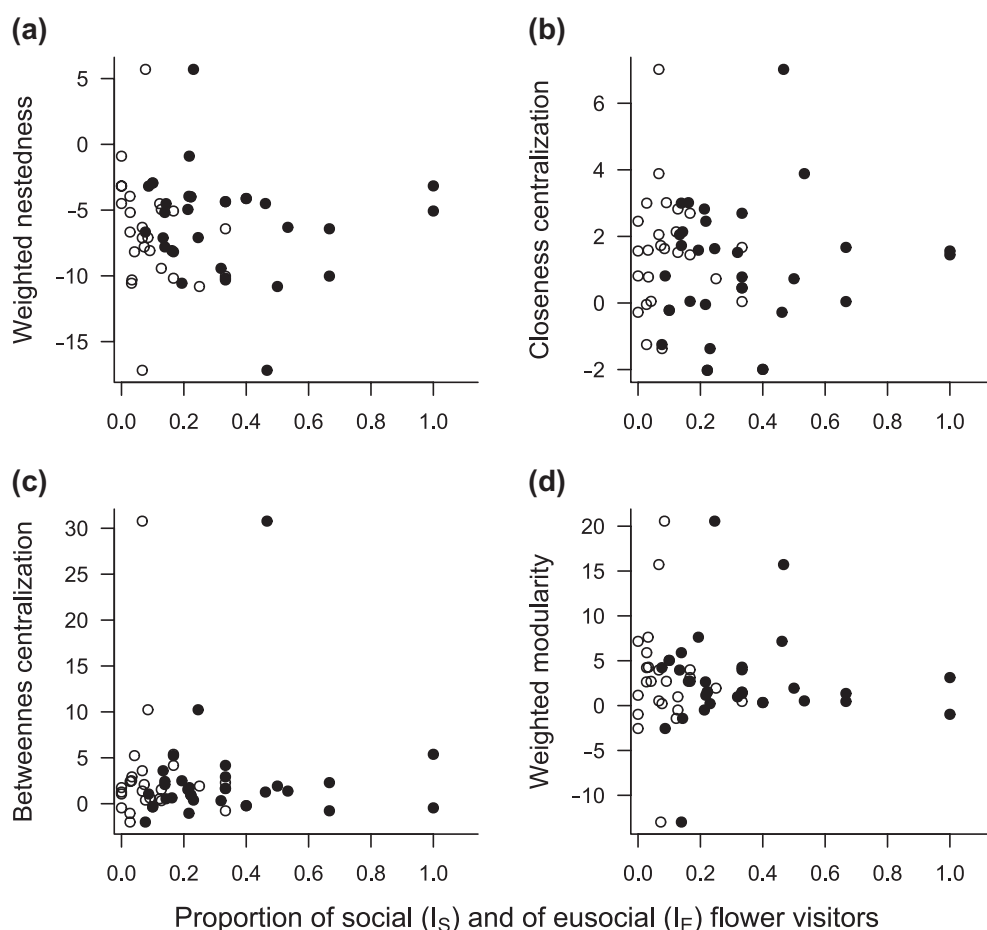 (a)
Weighted nestedness
5
0
−5
−10
−15
0.0 0.2 0.4 0.6 0.8 1.0
(b)
Closeness centralization
6
4
2
0
−2
0.0 0.2 0.4 0.6 0.8 1.0
(c)
Betweennes centralization
30
25
20
15
10
5
0
0.0 0.2 0.4 0.6 0.8 1.0
(d)
Weighted modularity
20
15
10
5
0
−5
−10
0.0 0.2 0.4 0.6 0.8 1.0
Proportion of social (I_S) and of eusocial (I_E) flower visitors